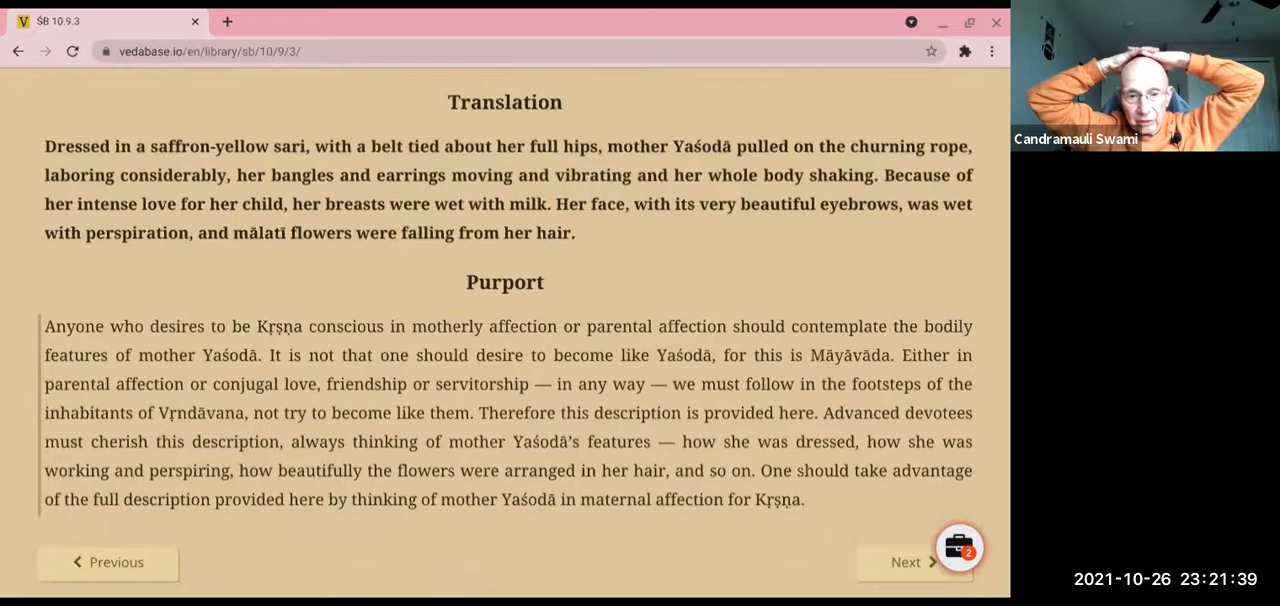 V ŚB 10.9.3
vedabase.io/en/library/sb/10/9/3/
Translation
Dressed in a saffron-yellow sari, with a belt tied about her full hips, mother Yaśodā pulled on the churning rope,
laboring considerably, her bangles and earrings moving and vibrating and her whole body shaking. Because of
her intense love for her child, her breasts were wet with milk. Her face, with its very beautiful eyebrows, was wet
with perspiration, and mālatī flowers were falling from her hair.
Purport
Anyone who desires to be Kṛṣṇa conscious in motherly affection or parental affection should contemplate the bodily
features of mother Yaśodā. It is not that one should desire to become like Yaśodā, for this is Māyāvāda. Either in
parental affection or conjugal love, friendship or servitorship — in any way — we must follow in the footsteps of the
inhabitants of Vṛndāvana, not try to become like them. Therefore this description is provided here. Advanced devotees
must cherish this description, always thinking of mother Yaśodā’s features — how she was dressed, how she was
working and perspiring, how beautifully the flowers were arranged in her hair, and so on. One should take advantage
of the full description provided here by thinking of mother Yaśodā in maternal affection for Kṛṣṇa.
Previous
Next
2
Candramauli Swami
2021-10-26 23:21:39